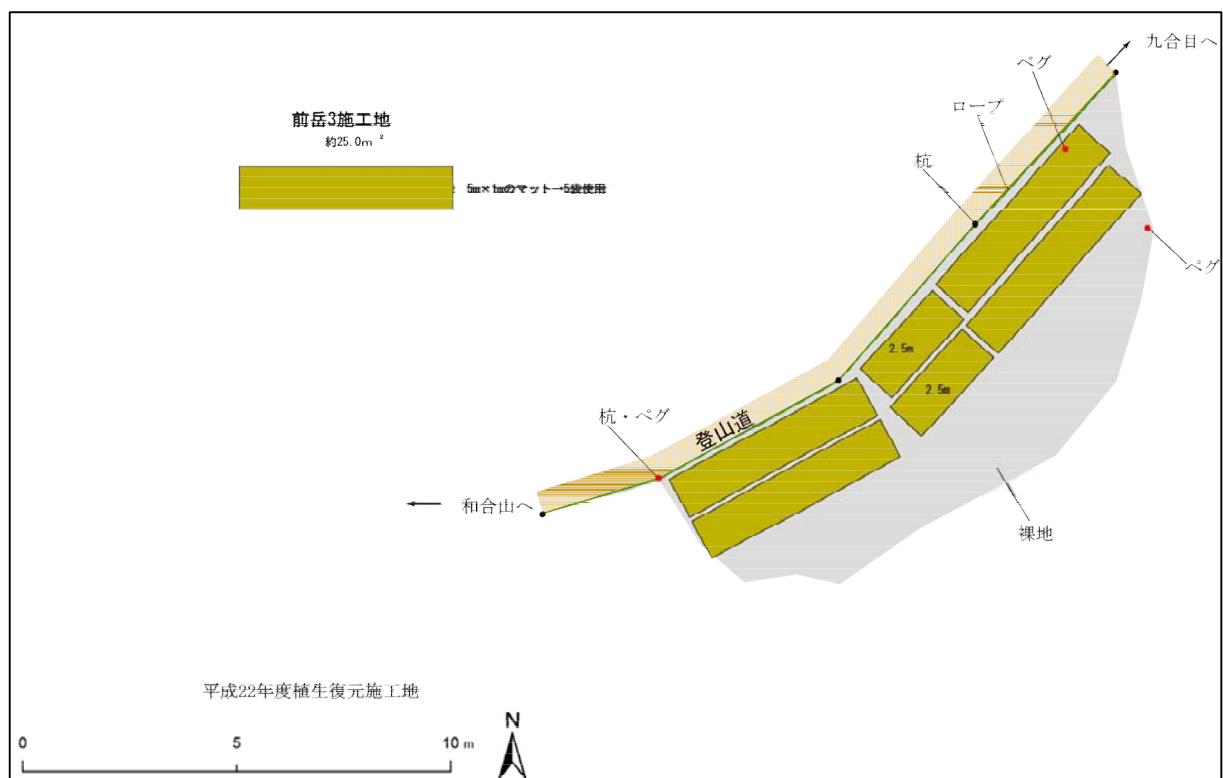 九合目へ
ペグ
ロープ
前岳3施工地
約25.0m²
杭
5m×1mのマット→5袋使用
ペグ
2.5m
2.5m
杭・ペグ
登山道
和合山へ
裸地
平成22年度植生復元施工地
N
0 5 10 m